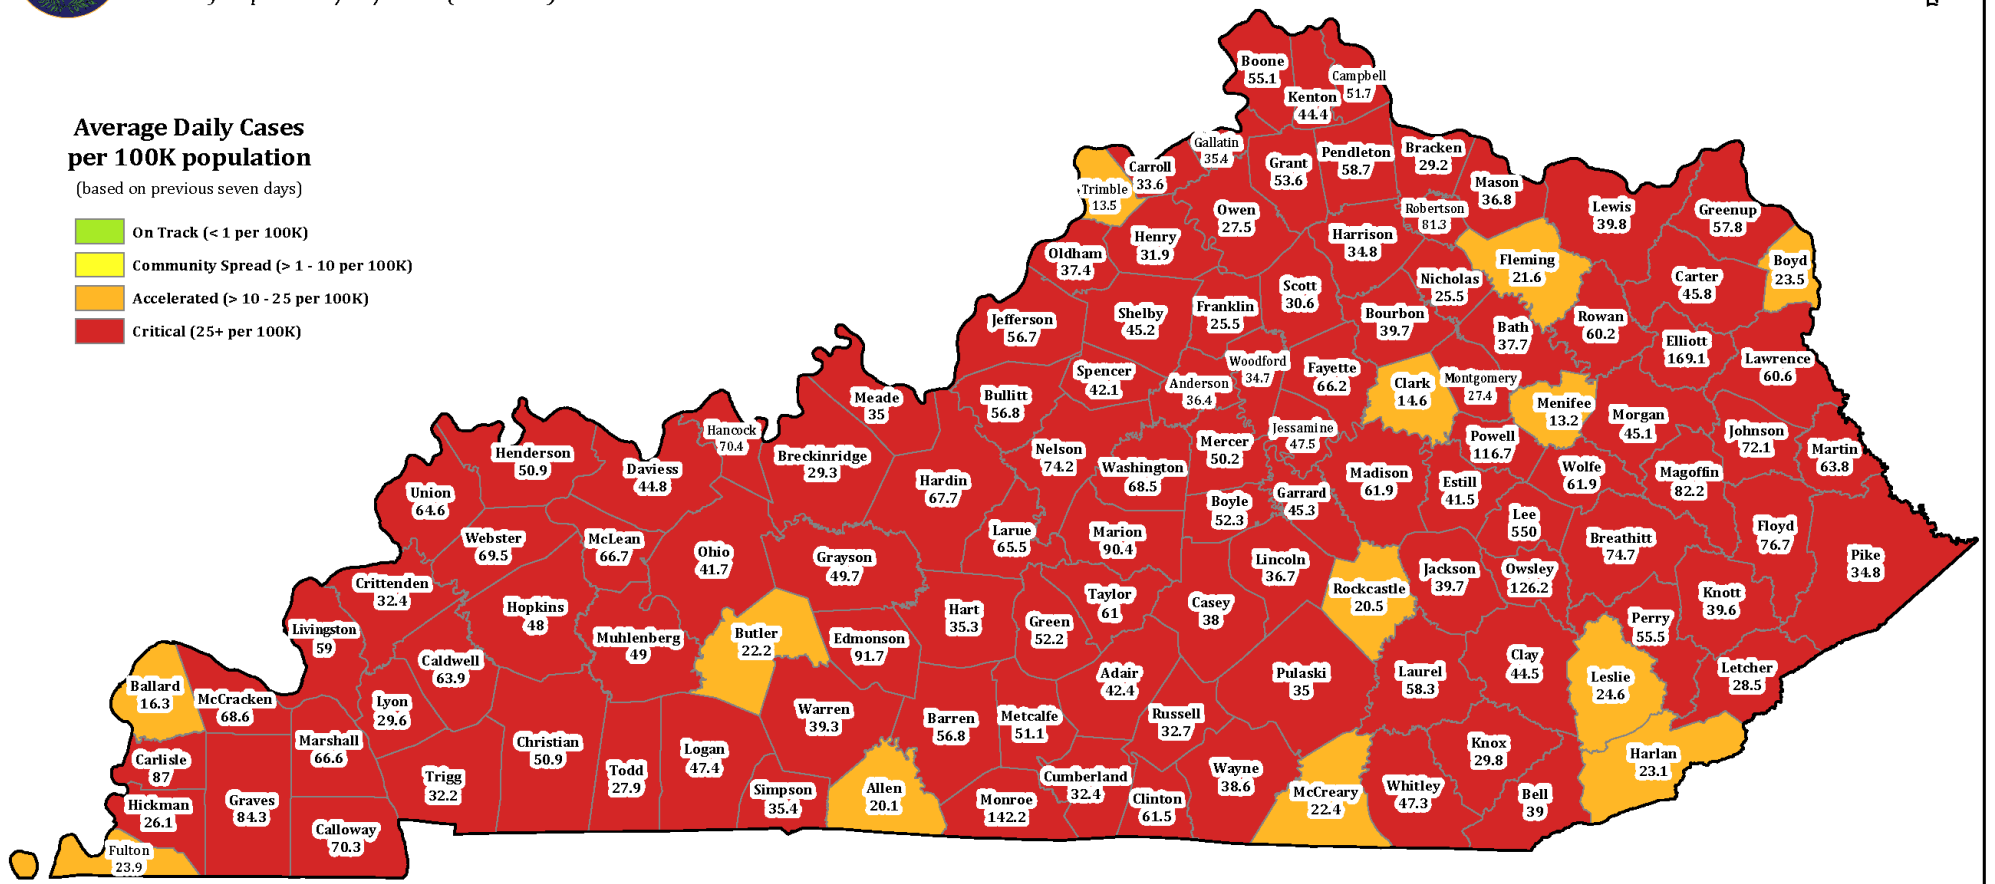 Average Daily Cases
per 100K population
(based on previous seven days)
On Track (< 1 per 100K)
Community Spread (> 1 - 10 per 100K)
Accelerated (> 10 - 25 per 100K)
Critical (25+ per 100K)
Boone
55.1
Campbell
51.7
Kenton
44.4
Gallatin
35.4
Carroll
33.6
Trimble
13.5
Grant
53.6
Pendleton
58.7
Bracken
29.2
Mason
36.8
Robertson
81.3
Lewis
39.8
Greenup
57.8
Owen
27.5
Henry
31.9
Oldham
37.4
Harrison
34.8
Fleming
21.6
Boyd
23.5
Carter
45.8
Nicholas
25.5
Scott
30.6
Franklin
25.5
Shelby
45.2
Jefferson
56.7
Bourbon
39.7
Bath
37.7
Rowan
60.2
Elliott
169.1
Lawrence
60.6
Woodford
34.7
Fayette
66.2
Spencer
42.1
Anderson
36.4
Clark
14.6
Montgomery
27.4
Menifee
13.2
Morgan
45.1
Johnson
72.1
Martin
63.8
Bullitt
56.8
Meade
35
Hancock
70.4
Breckinridge
29.3
Henderson
50.9
Daviess
44.8
Union
64.6
Hardin
67.7
Nelson
74.2
Washington
68.5
Mercer
50.2
Jessamine
47.5
Madison
61.9
Powell
116.7
Estill
41.5
Wolfe
61.9
Magoffin
82.2
Boyle
52.3
Garrard
45.3
Lee
550
Breathitt
74.7
Floyd
76.7
Pike
34.8
Webster
69.5
McLean
66.7
Ohio
41.7
Grayson
49.7
Larue
65.5
Marion
90.4
Lincoln
36.7
Rockcastle
20.5
Jackson
39.7
Owsley
126.2
Knott
39.6
Perry
55.5
Crittenden
32.4
Hopkins
48
Livingston
59
Muhlenberg
49
Butler
22.2
Edmonson
91.7
Hart
35.3
Green
52.2
Taylor
61
Casey
38
Caldwell
63.9
Ballard
16.3
McCracken
68.6
Lyon
29.6
Adair
42.4
Pulaski
35
Laurel
58.3
Clay
44.5
Leslie
24.6
Letcher
28.5
Marshall
66.6
Christian
50.9
Warren
39.3
Barren
56.8
Metcalfe
51.1
Russell
32.7
Carlisle
87
Trigg
32.2
Todd
27.9
Logan
47.4
Simpson
35.4
Allen
20.1
Monroe
142.2
Cumberland
32.4
Clinton
61.5
Wayne
38.6
McCreary
22.4
Whitley
47.3
Knox
29.8
Bell
39
Harlan
23.1
Hickman
26.1
Graves
84.3
Calloway
70.3
Fulton
23.9